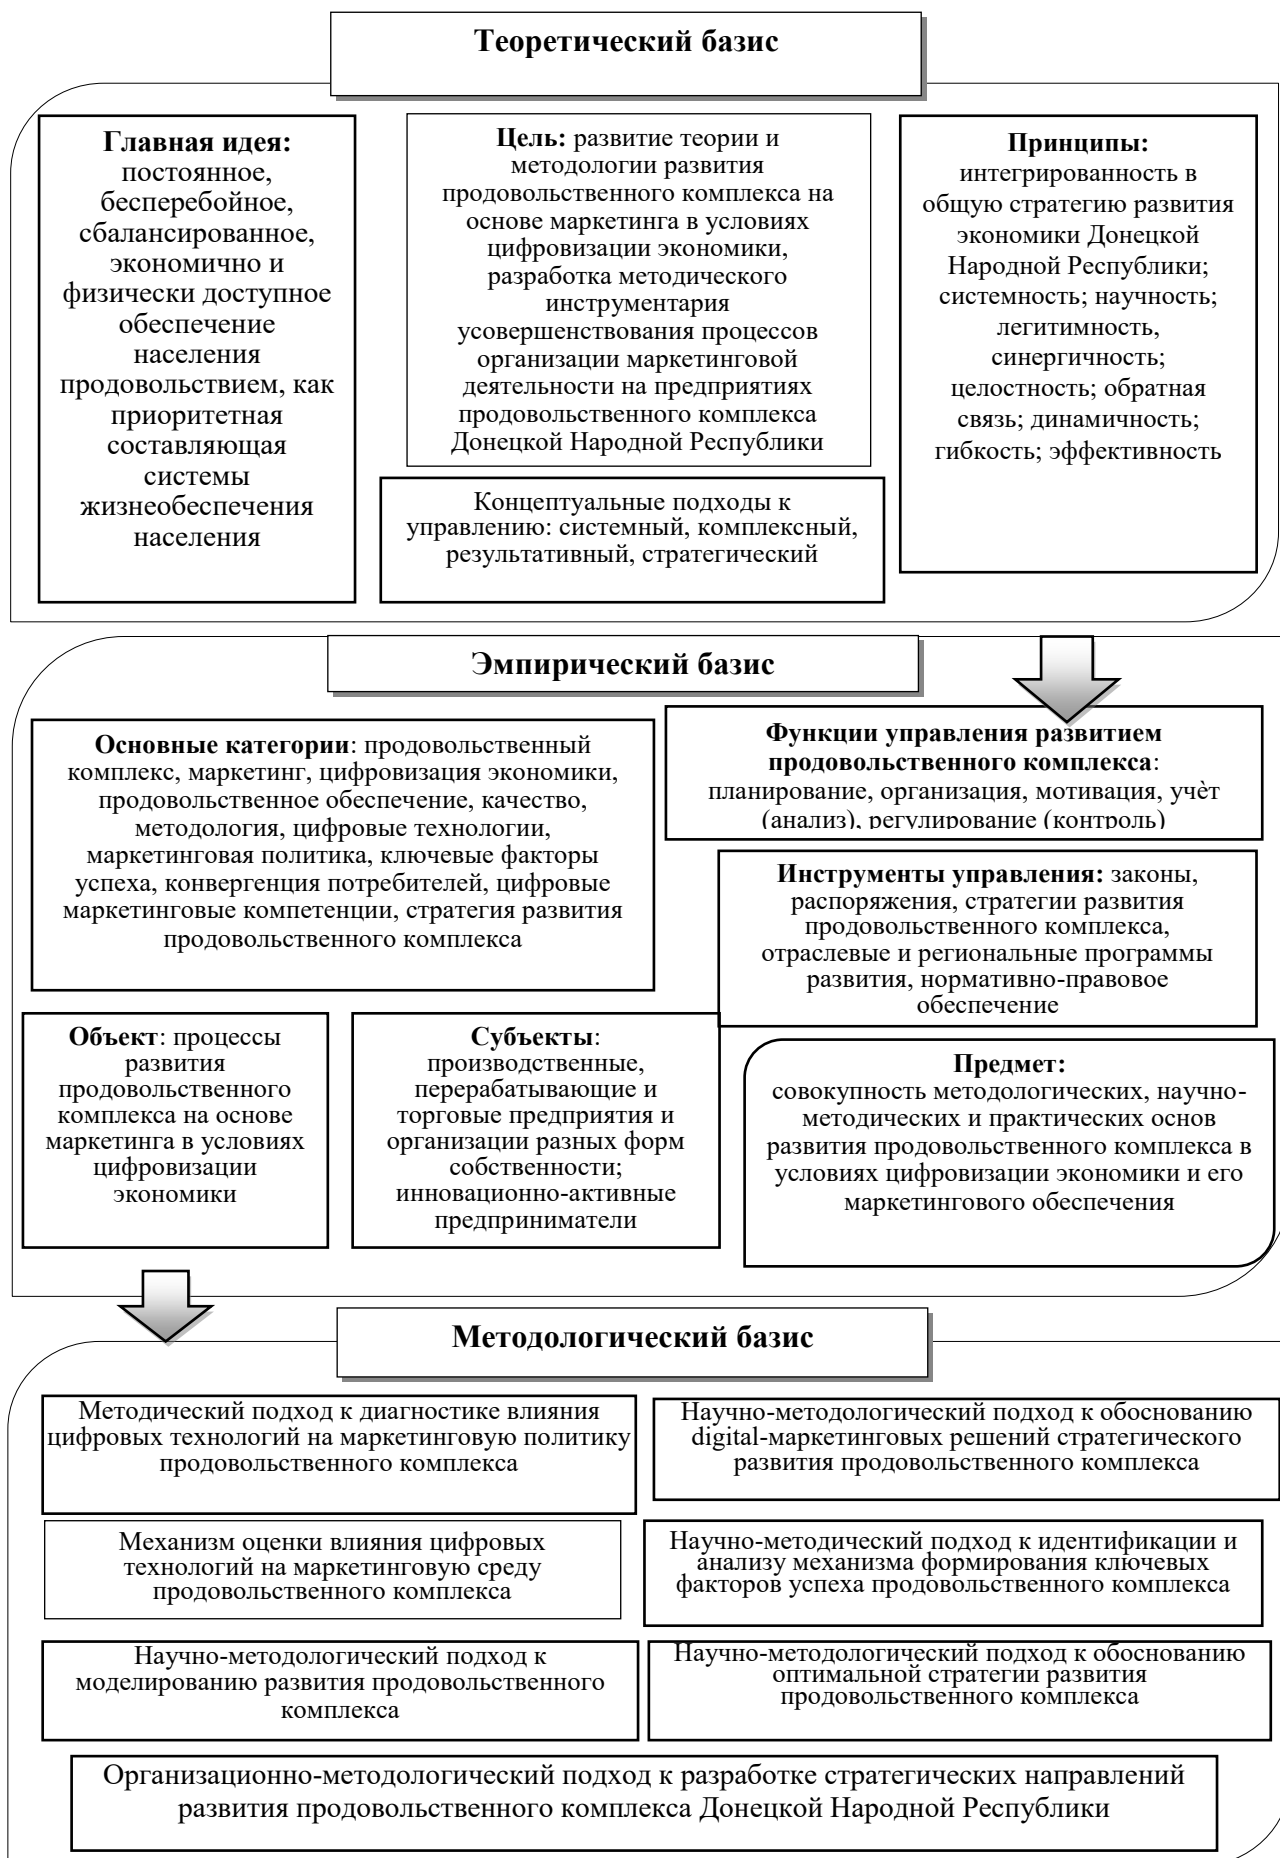 Теоретический базис
Главная идея:
постоянное,
бесперебойное,
сбалансированное,
экономично и
физически доступное
обеспечение
населения
продовольствием, как
приоритетная
составляющая
системы
жизнеобеспечения
населения
Цель: развитие теории и
методологии развития
продовольственного комплекса на
основе маркетинга в условиях
цифровизации экономики,
разработка методического
инструментария
усовершенствования процессов
организации маркетинговой
деятельности на предприятиях
продовольственного комплекса
Донецкой Народной Республики
Концептуальные подходы к
управлению: системный, комплексный,
результативный, стратегический
Принципы:
интегрированность в
общую стратегию развития
экономики Донецкой
Народной Республики;
системность; научность;
легитимность,
синергичность;
целостность; обратная
связь; динамичность;
гибкость; эффективность
Эмпирический базис
Основные категории: продовольственный
комплекс, маркетинг, цифровизация экономики,
продовольственное обеспечение, качество,
методология, цифровые технологии,
маркетинговая политика, ключевые факторы
успеха, конвергенция потребителей, цифровые
маркетинговые компетенции, стратегия развития
продовольственного комплекса
Функции управления развитием
продовольственного комплекса:
планирование, организация, мотивация, учѐт
(анализ), регулирование (контроль)
Инструменты управления: законы,
распоряжения, стратегии развития
продовольственного комплекса,
отраслевые и региональные программы
развития, нормативно-правовое
обеспечение
Объект: процессы
развития
продовольственного
комплекса на основе
маркетинга в условиях
цифровизации
экономики
Субъекты:
производственные,
перерабатывающие и
торговые предприятия и
организации разных форм
собственности;
инновационно-активные
предприниматели
Предмет:
совокупность методологических, научно-
методических и практических основ
развития продовольственного комплекса в
условиях цифровизации экономики и его
маркетингового обеспечения
Методологический базис
Методический подход к диагностике влияния
цифровых технологий на маркетинговую политику
продовольственного комплекса
Научно-методологический подход к обоснованию
digital-маркетинговых решений стратегического
развития продовольственного комплекса
Механизм оценки влияния цифровых
технологий на маркетинговую среду
продовольственного комплекса
Научно-методический подход к идентификации и
анализу механизма формирования ключевых
факторов успеха продовольственного комплекса
Научно-методологический подход к
моделированию развития продовольственного
комплекса
Научно-методологический подход к обоснованию
оптимальной стратегии развития
продовольственного комплекса
Организационно-методологический подход к разработке стратегических направлений
развития продовольственного комплекса Донецкой Народной Республики